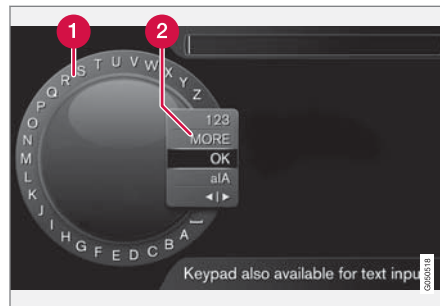 1
2
A B C D E F G H I J K L M N O P Q R S T U V W X Y Z
123
MORE
OK
a|A
Keypad also available for text inpu
G050518